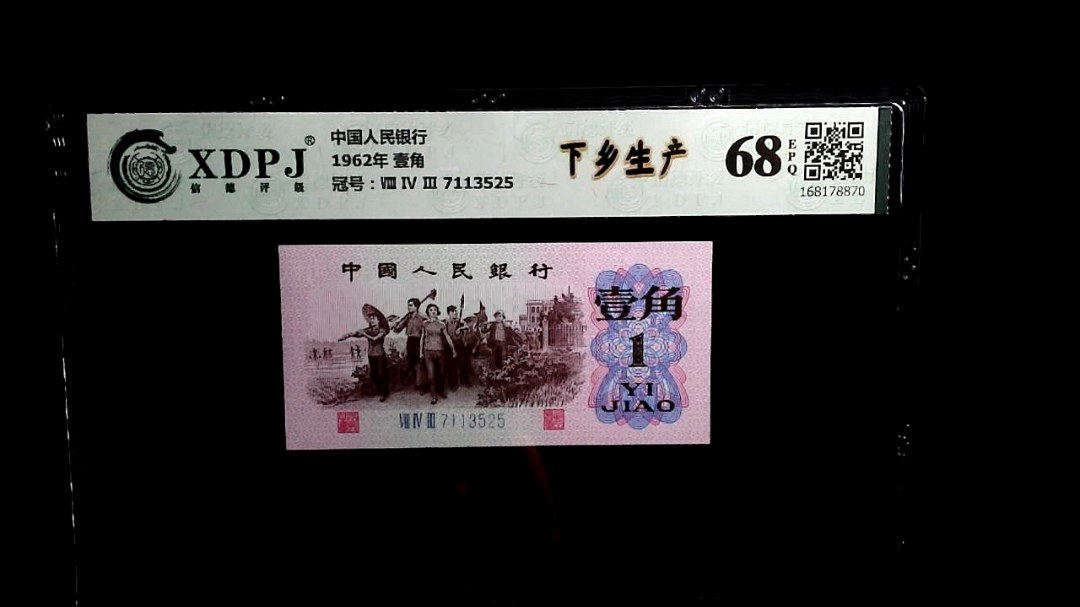 XDPJ®
信德评级
中国人民银行
1962年 壹角
冠号：Ⅷ Ⅳ Ⅲ 7113525
下乡生产
68
EPQ
168178870
中國人民銀行
壹角
1
YI
JIAO
Ⅷ Ⅳ Ⅲ 7113525